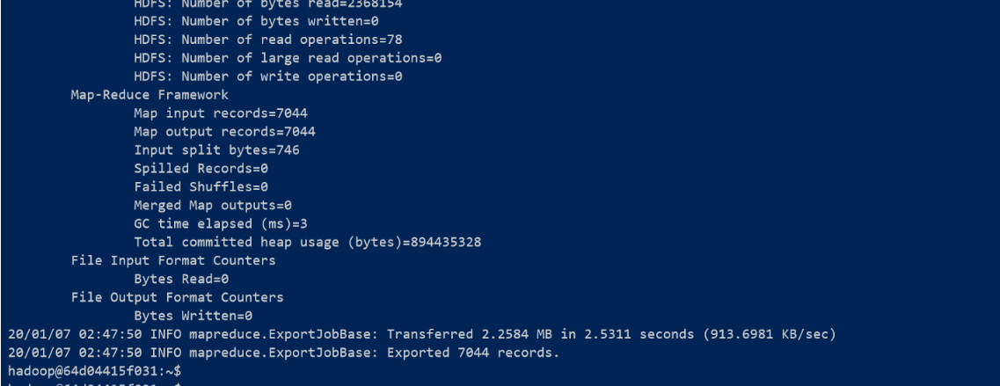 HDFS: Number of bytes read=2368154
HDFS: Number of bytes written=0
HDFS: Number of read operations=78
HDFS: Number of large read operations=0
HDFS: Number of write operations=0
Map-Reduce Framework
Map input records=7044
Map output records=7044
Input split bytes=746
Spilled Records=0
Failed Shuffles=0
Merged Map outputs=0
GC time elapsed (ms)=3
Total committed heap usage (bytes)=894435328
File Input Format Counters
Bytes Read=0
File Output Format Counters
Bytes Written=0
20/01/07 02:47:50 INFO mapreduce.ExportJobBase: Transferred 2.2584 MB in 2.5311 seconds (913.6981 KB/sec)
20/01/07 02:47:50 INFO mapreduce.ExportJobBase: Exported 7044 records.
hadoop@64d04415f031:~$